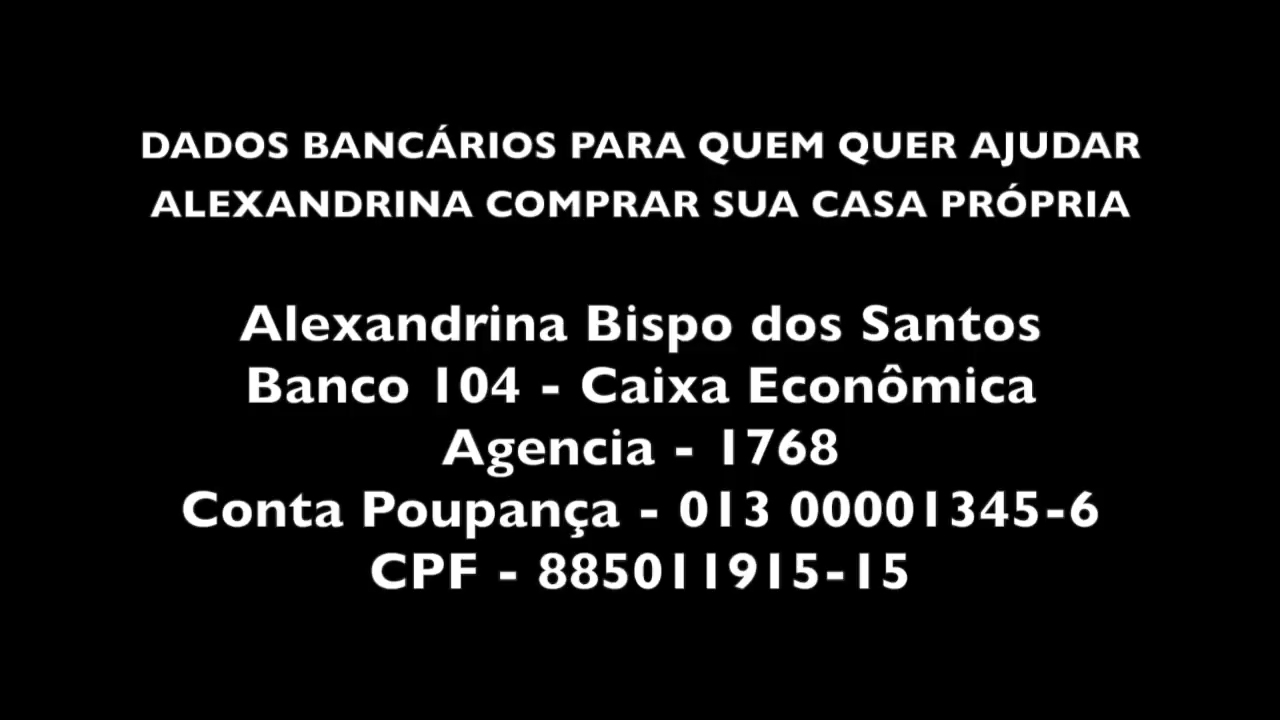 DADOS BANCÁRIOS PARA QUEM QUER AJUDAR
ALEXANDRINA COMPRAR SUA CASA PRÓPRIA
Alexandrina Bispo dos Santos
Banco 104 - Caixa Econômica
Agencia - 1768
Conta Poupança - 013 00001345-6
CPF - 885011915-15